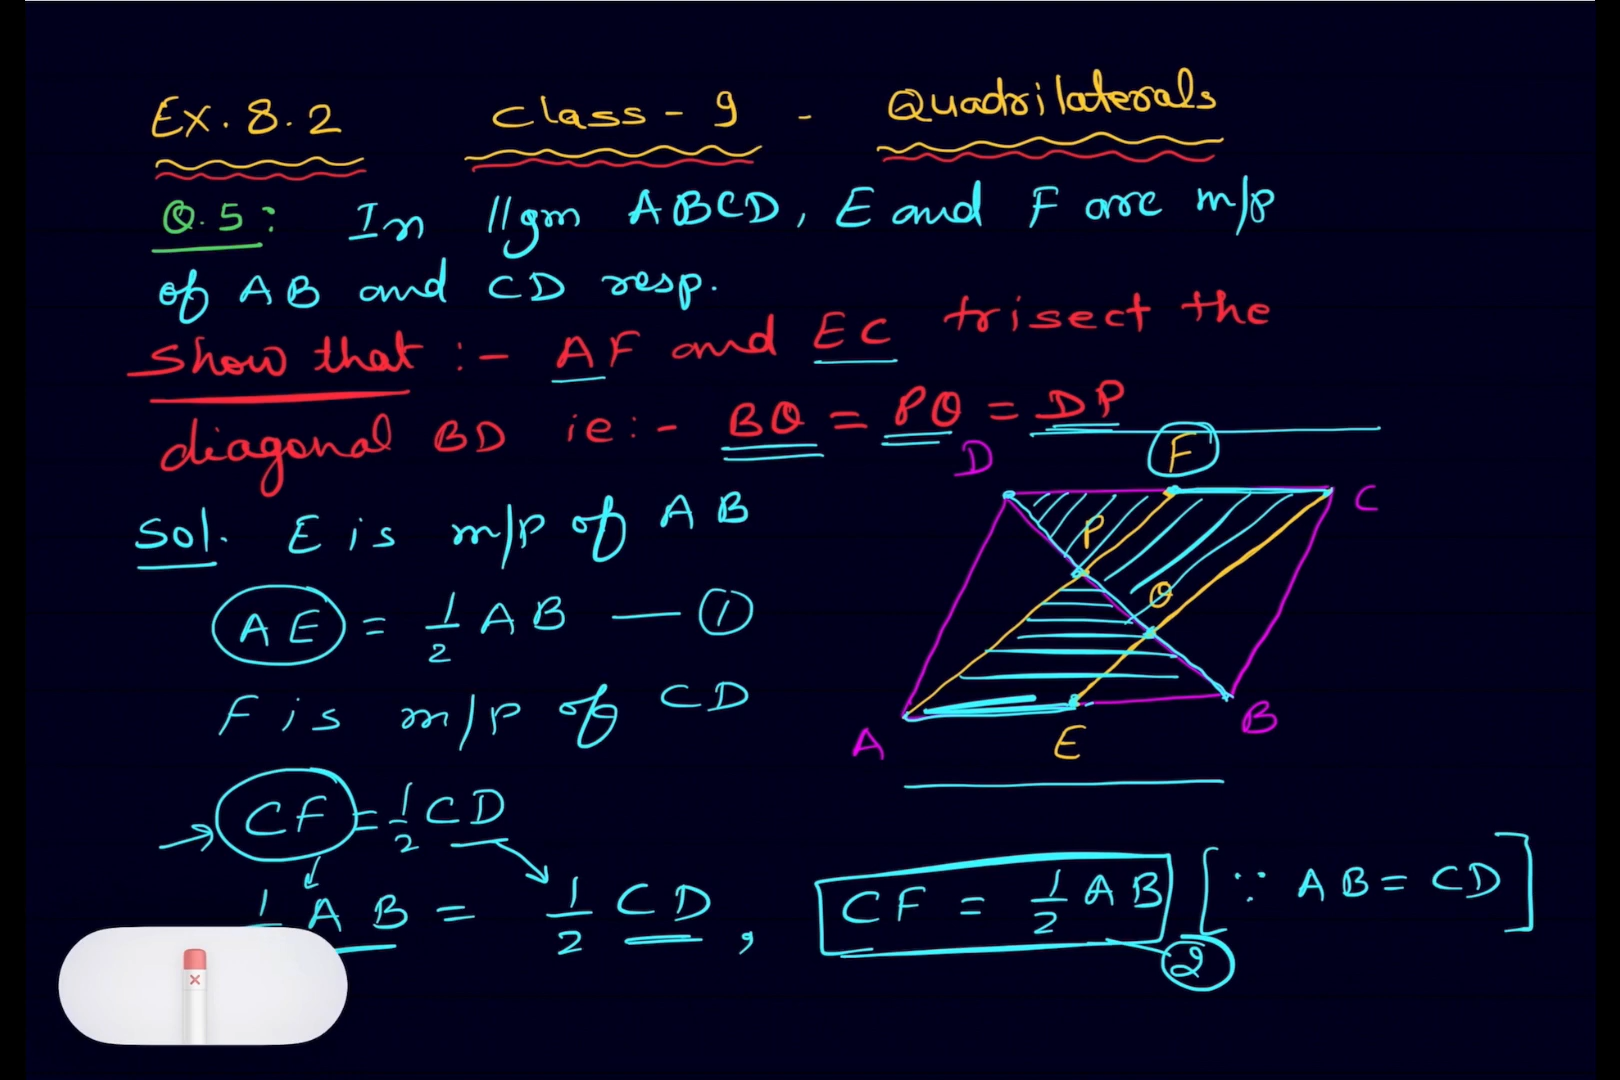 Ex. 8.2 Class - 9 - Quadrilaterals
Q.5: In ||gm ABCD, E and F are m/p
of AB and CD resp.
Show that :- AF and EC trisect the
diagonal BD ie:- BQ = PQ = DP
D F C
P
Q
A E B
Sol. E is m/p of AB
AE = 1/2 AB — ①
F is m/p of CD
CF = 1/2 CD
1/2 AB = 1/2 CD, CF = 1/2 AB [∵ AB = CD]
②